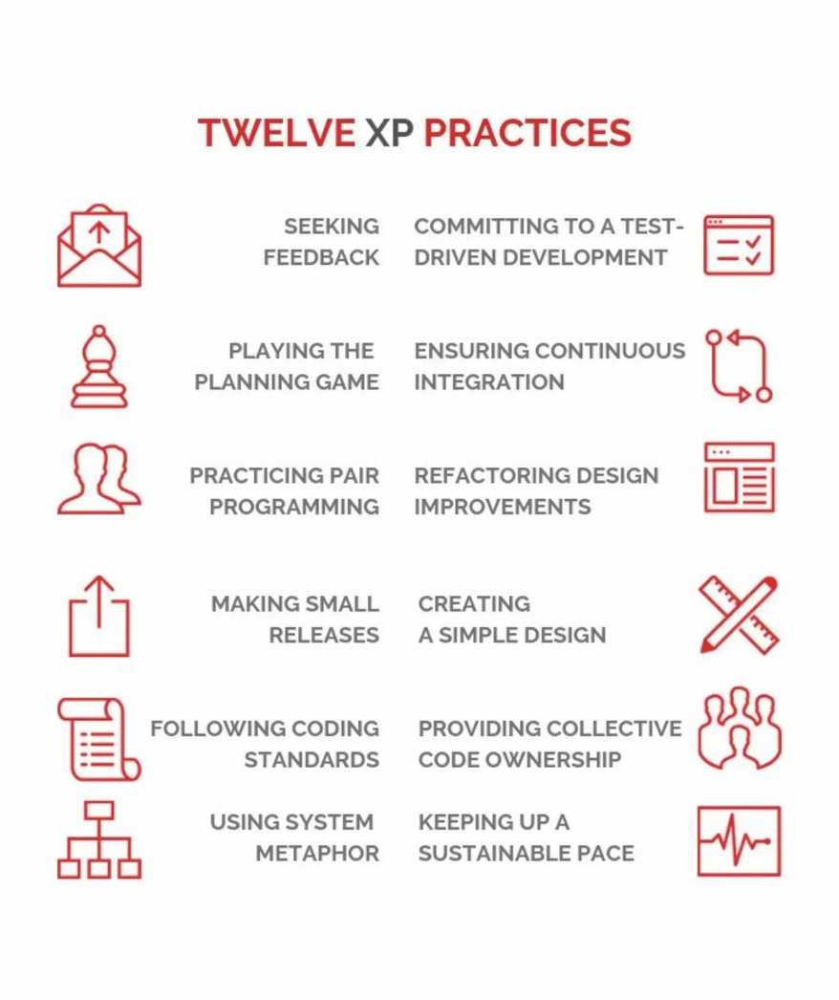 TWELVE XP PRACTICES
SEEKING
FEEDBACK
COMMITTING TO A TEST-
DRIVEN DEVELOPMENT
PLAYING THE
PLANNING GAME
ENSURING CONTINUOUS
INTEGRATION
PRACTICING PAIR
PROGRAMMING
REFACTORING DESIGN
IMPROVEMENTS
MAKING SMALL
RELEASES
CREATING
A SIMPLE DESIGN
FOLLOWING CODING
STANDARDS
PROVIDING COLLECTIVE
CODE OWNERSHIP
USING SYSTEM
METAPHOR
KEEPING UP A
SUSTAINABLE PACE